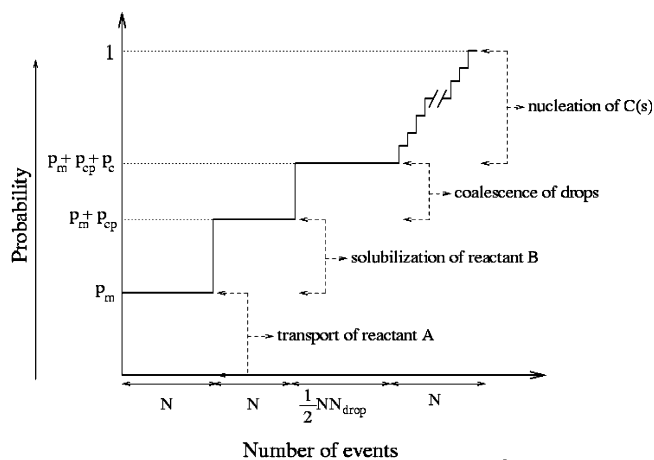 1
nucleation of C(s)
p_m + p_cp + p_c
coalescence of drops
p_m + p_cp
solubilization of reactant B
p_m
transport of reactant A
Probability
N N 1/2 NN_drop N
Number of events